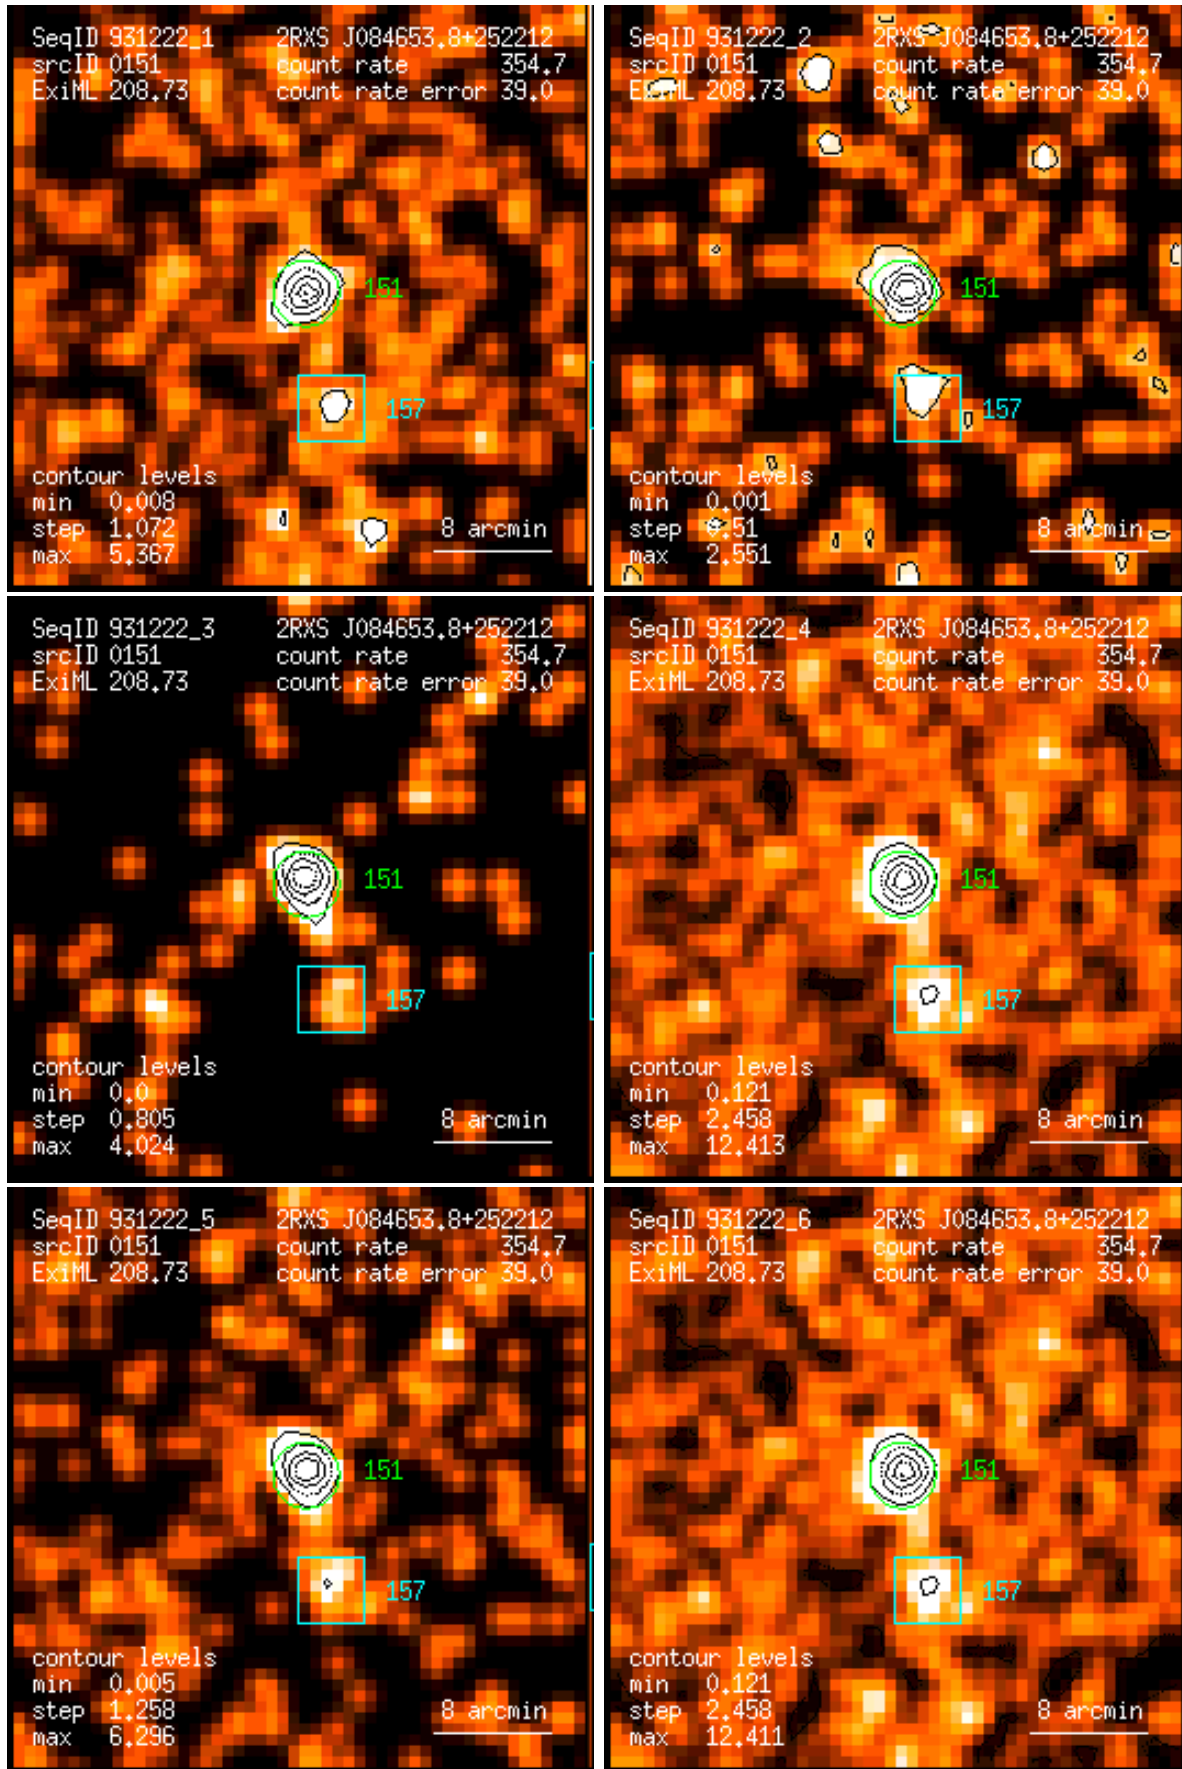 SeqID 931222_1 2RXS J084653.8+252212
srcID 0151 count rate 354.7
ExiML 208.73 count rate error 39.0
151
157
contour levels
min 0.008
step 1.072 8 arcmin
max 5.367
SeqID 931222_2 2RXS J084653.8+252212
srcID 0151 count rate 354.7
ExiML 208.73 count rate error 39.0
151
157
contour levels
min 0.001
step 0.51 8 arcmin
max 2.551
SeqID 931222_3 2RXS J084653.8+252212
srcID 0151 count rate 354.7
ExiML 208.73 count rate error 39.0
151
157
contour levels
min 0.0
step 0.805 8 arcmin
max 4.024
SeqID 931222_4 2RXS J084653.8+252212
srcID 0151 count rate 354.7
ExiML 208.73 count rate error 39.0
151
157
contour levels
min 0.121
step 2.458 8 arcmin
max 12.413
SeqID 931222_5 2RXS J084653.8+252212
srcID 0151 count rate 354.7
ExiML 208.73 count rate error 39.0
151
157
contour levels
min 0.005
step 1.258 8 arcmin
max 6.296
SeqID 931222_6 2RXS J084653.8+252212
srcID 0151 count rate 354.7
ExiML 208.73 count rate error 39.0
151
157
contour levels
min 0.121
step 2.458 8 arcmin
max 12.411